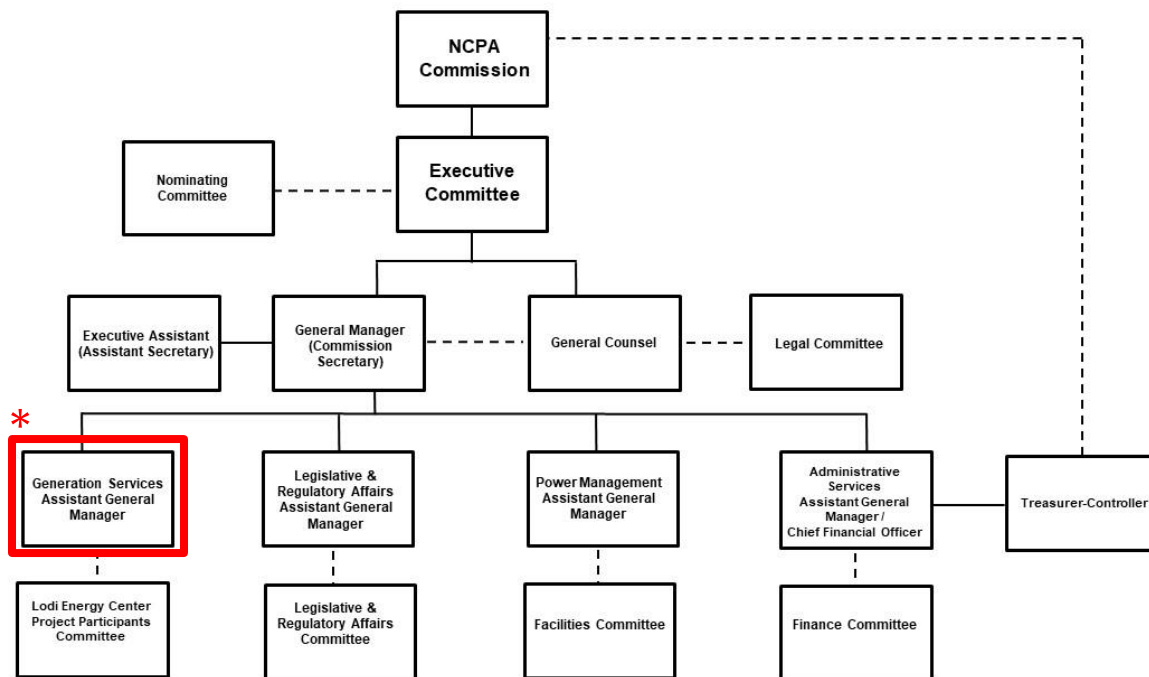 NCPA
Commission
Executive
Committee
Nominating
Committee
Executive Assistant
(Assistant Secretary)
General Manager
(Commission
Secretary)
General Counsel
Legal Committee
*
Generation Services
Assistant General
Manager
Legislative &
Regulatory Affairs
Assistant General
Manager
Power Management
Assistant General
Manager
Administrative
Services
Assistant General
Manager /
Chief Financial Officer
Treasurer-Controller
Lodi Energy Center
Project Participants
Committee
Legislative &
Regulatory Affairs
Committee
Facilities Committee
Finance Committee